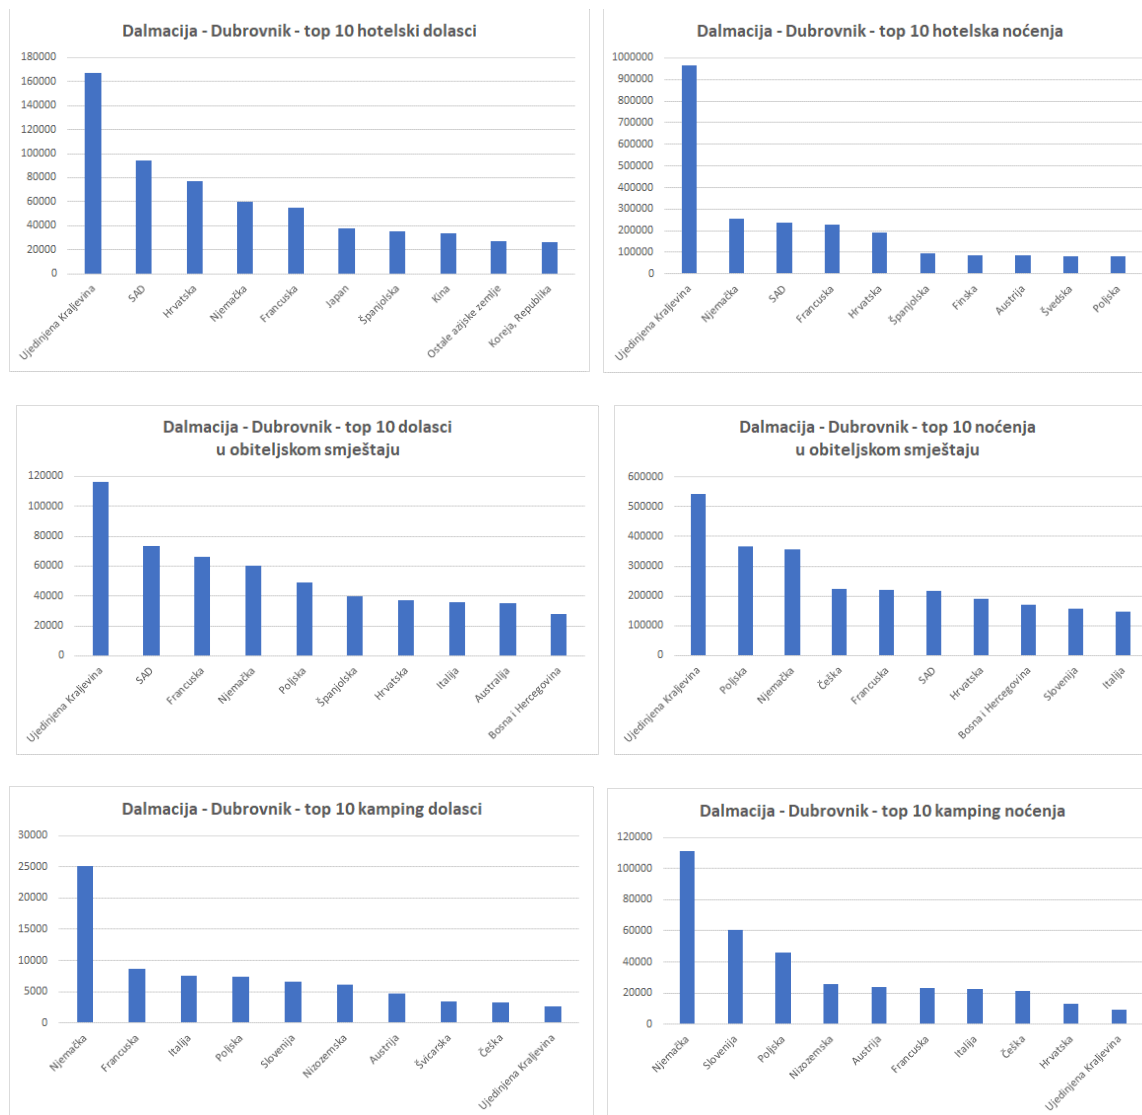 Dalmacija - Dubrovnik - top 10 hotelski dolasci
180000
160000
140000
120000
100000
80000
60000
40000
20000
0
Ujedinjena Kraljevina
SAD
Hrvatska
Njemačka
Francuska
Japan
Španjolska
Kina
Ostale azijske zemlje
Koreja, Republika
Dalmacija - Dubrovnik - top 10 hotelska noćenja
1000000
900000
800000
700000
600000
500000
400000
300000
200000
100000
0
Ujedinjena Kraljevina
Njemačka
SAD
Francuska
Hrvatska
Španjolska
Finska
Austrija
Švedska
Poljska
Dalmacija - Dubrovnik - top 10 dolasci
u obiteljskom smještaju
120000
100000
80000
60000
40000
20000
0
Ujedinjena Kraljevina
SAD
Francuska
Njemačka
Poljska
Španjolska
Hrvatska
Italija
Australija
Bosna i Hercegovina
Dalmacija - Dubrovnik - top 10 noćenja
u obiteljskom smještaju
600000
500000
400000
300000
200000
100000
0
Ujedinjena Kraljevina
Poljska
Njemačka
Češka
Francuska
SAD
Hrvatska
Bosna i Hercegovina
Slovenija
Italija
Dalmacija - Dubrovnik - top 10 kamping dolasci
30000
25000
20000
15000
10000
5000
0
Njemačka
Francuska
Italija
Poljska
Slovenija
Nizozemska
Austrija
Švicarska
Češka
Ujedinjena Kraljevina
Dalmacija - Dubrovnik - top 10 kamping noćenja
120000
100000
80000
60000
40000
20000
0
Njemačka
Slovenija
Poljska
Nizozemska
Austrija
Francuska
Italija
Češka
Hrvatska
Ujedinjena Kraljevina